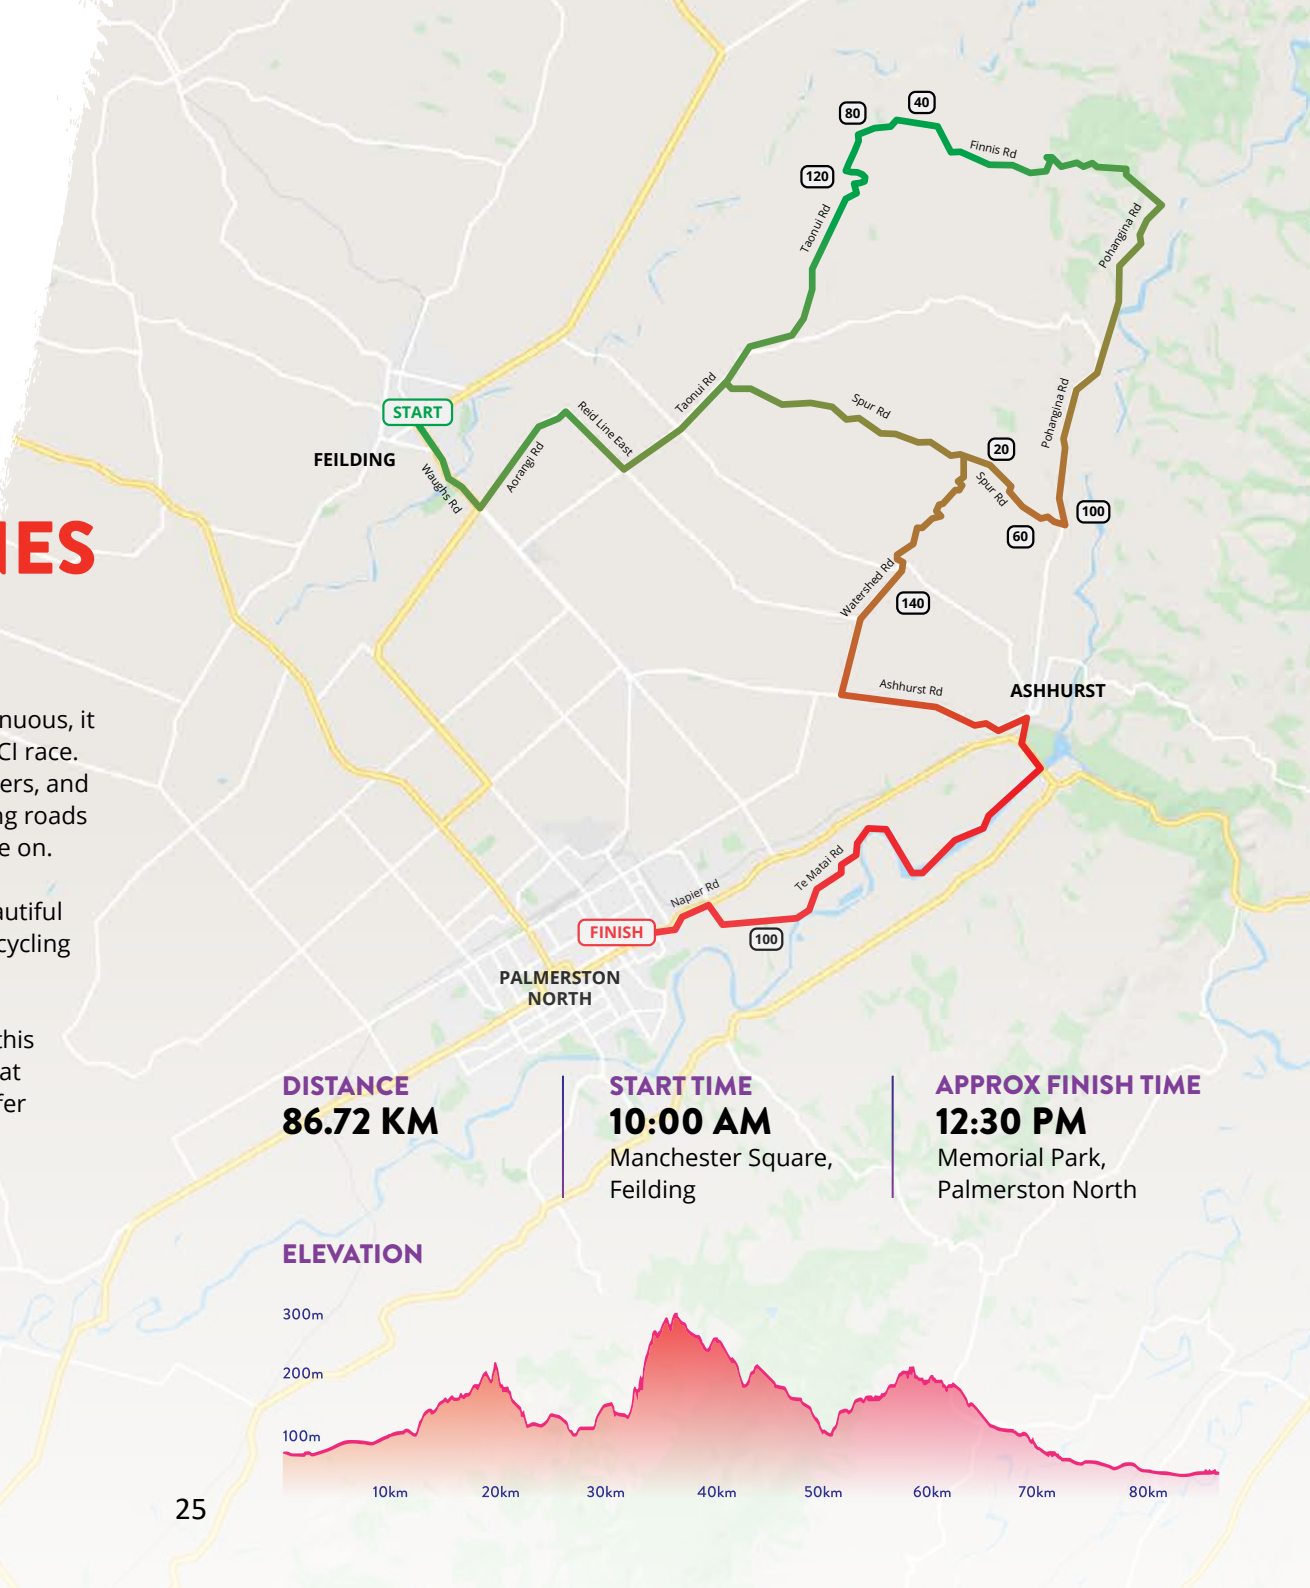 80
40
Finnis Rd
120
Taonui Rd
Pohangina Rd
Taonui Rd
Spur Rd
Pohangina Rd
START
Reid Line East
FEILDING
Waughs Rd
Aorangi Rd
20
Spur Rd
100
60
Watershed Rd
140
Ashhurst Rd
ASHHURST
Te Matai Rd
Napier Rd
FINISH
100
PALMERSTON
NORTH
IES
nuous, it
CI race.
ers, and
ng roads
e on.
autiful
cycling
this
at
fer
DISTANCE
86.72 KM
START TIME
10:00 AM
Manchester Square,
Feilding
APPROX FINISH TIME
12:30 PM
Memorial Park,
Palmerston North
ELEVATION
300m
200m
100m
10km 20km 30km 40km 50km 60km 70km 80km
25